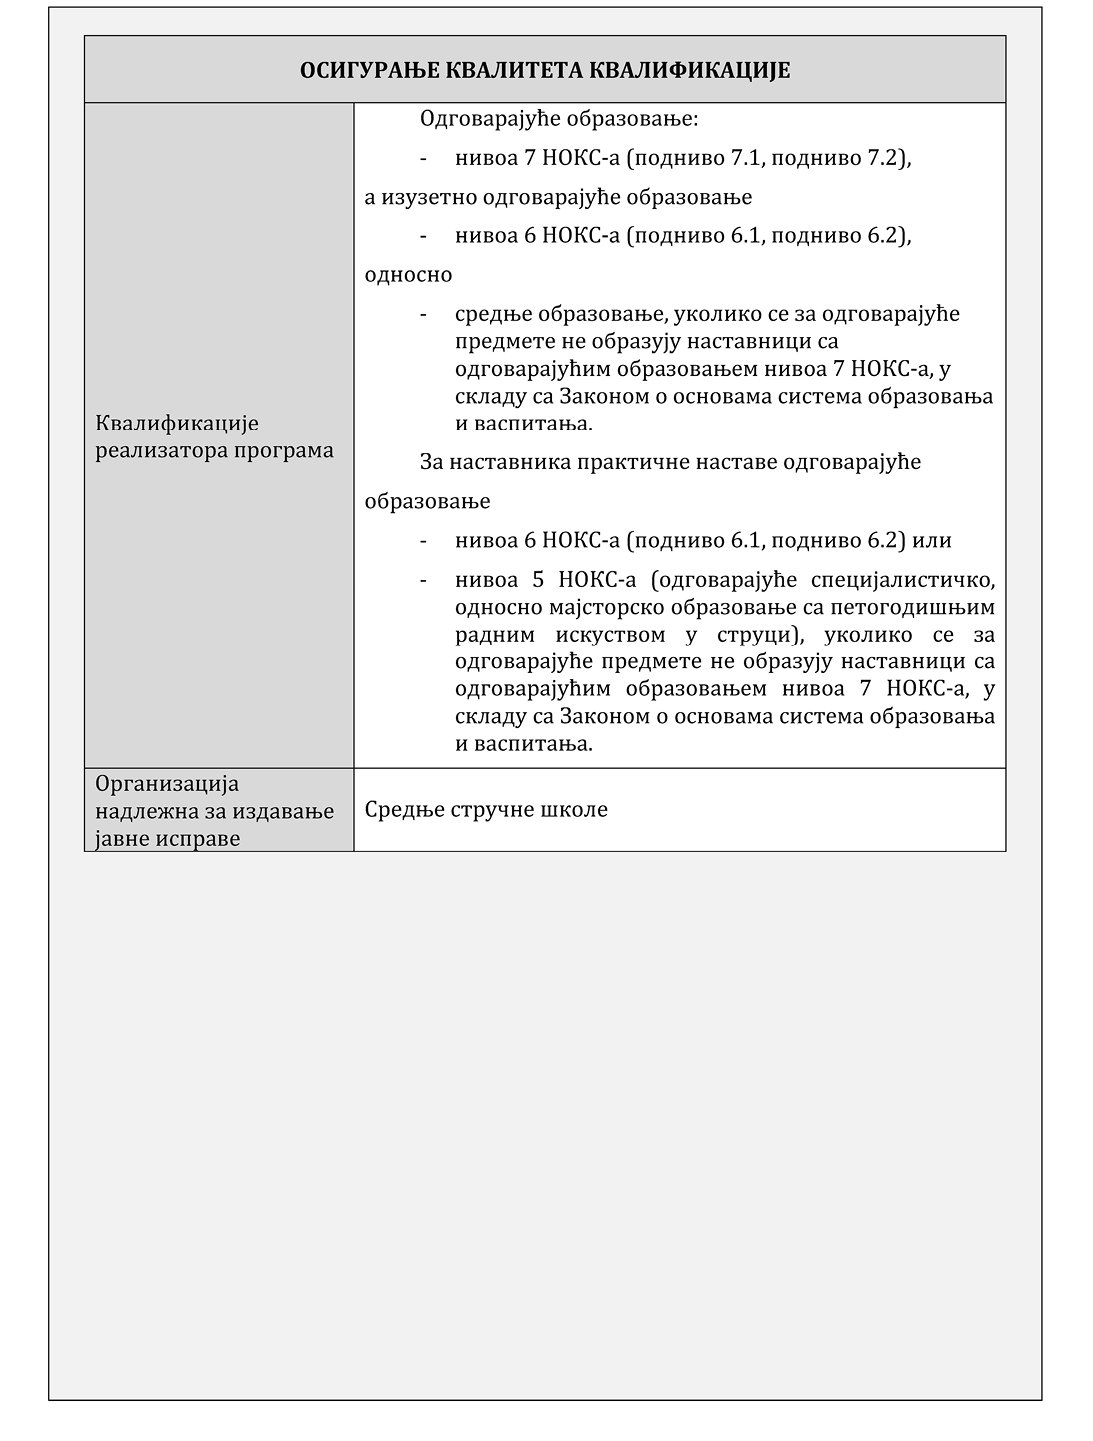 ОСИГУРАЊЕ КВАЛИТЕТА КВАЛИФИКАЦИЈЕ
Квалификације
реализатора програма
Одговарајуће образовање:
- нивоа 7 НОКС-а (подниво 7.1, подниво 7.2),
а изузетно одговарајуће образовање
- нивоа 6 НОКС-а (подниво 6.1, подниво 6.2),
односно
- средње образовање, уколико се за одговарајуће
предмете не образују наставници са
одговарајућим образовањем нивоа 7 НОКС-а, у
складу са Законом о основама система образовања
и васпитања.
За наставника практичне наставе одговарајуће
образовање
- нивоа 6 НОКС-а (подниво 6.1, подниво 6.2) или
- нивоа 5 НОКС-а (одговарајуће специјалистичко,
односно мајсторско образовање са петогодишњим
радним искуством у струци), уколико се за
одговарајуће предмете не образују наставници са
одговарајућим образовањем нивоа 7 НОКС-а, у
складу са Законом о основама система образовања
и васпитања.
Организација
надлежна за издавање
јавне исправе
Средње стручне школе